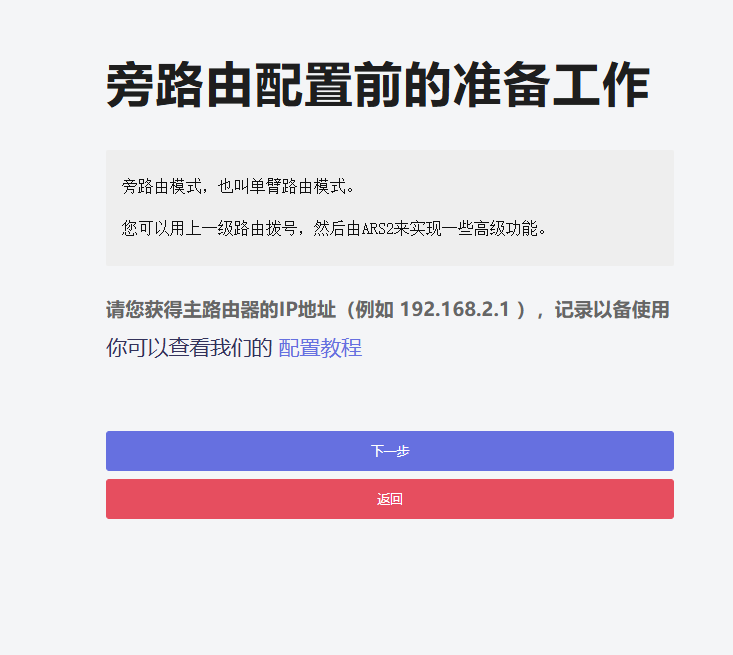 旁路由配置前的准备工作
旁路由模式，也叫单臂路由模式。
您可以用上一级路由拨号，然后由ARS2来实现一些高级功能。
请您获得主路由器的IP地址（例如 192.168.2.1 ），记录以备使用
你可以查看我们的 配置教程
下一步
返回